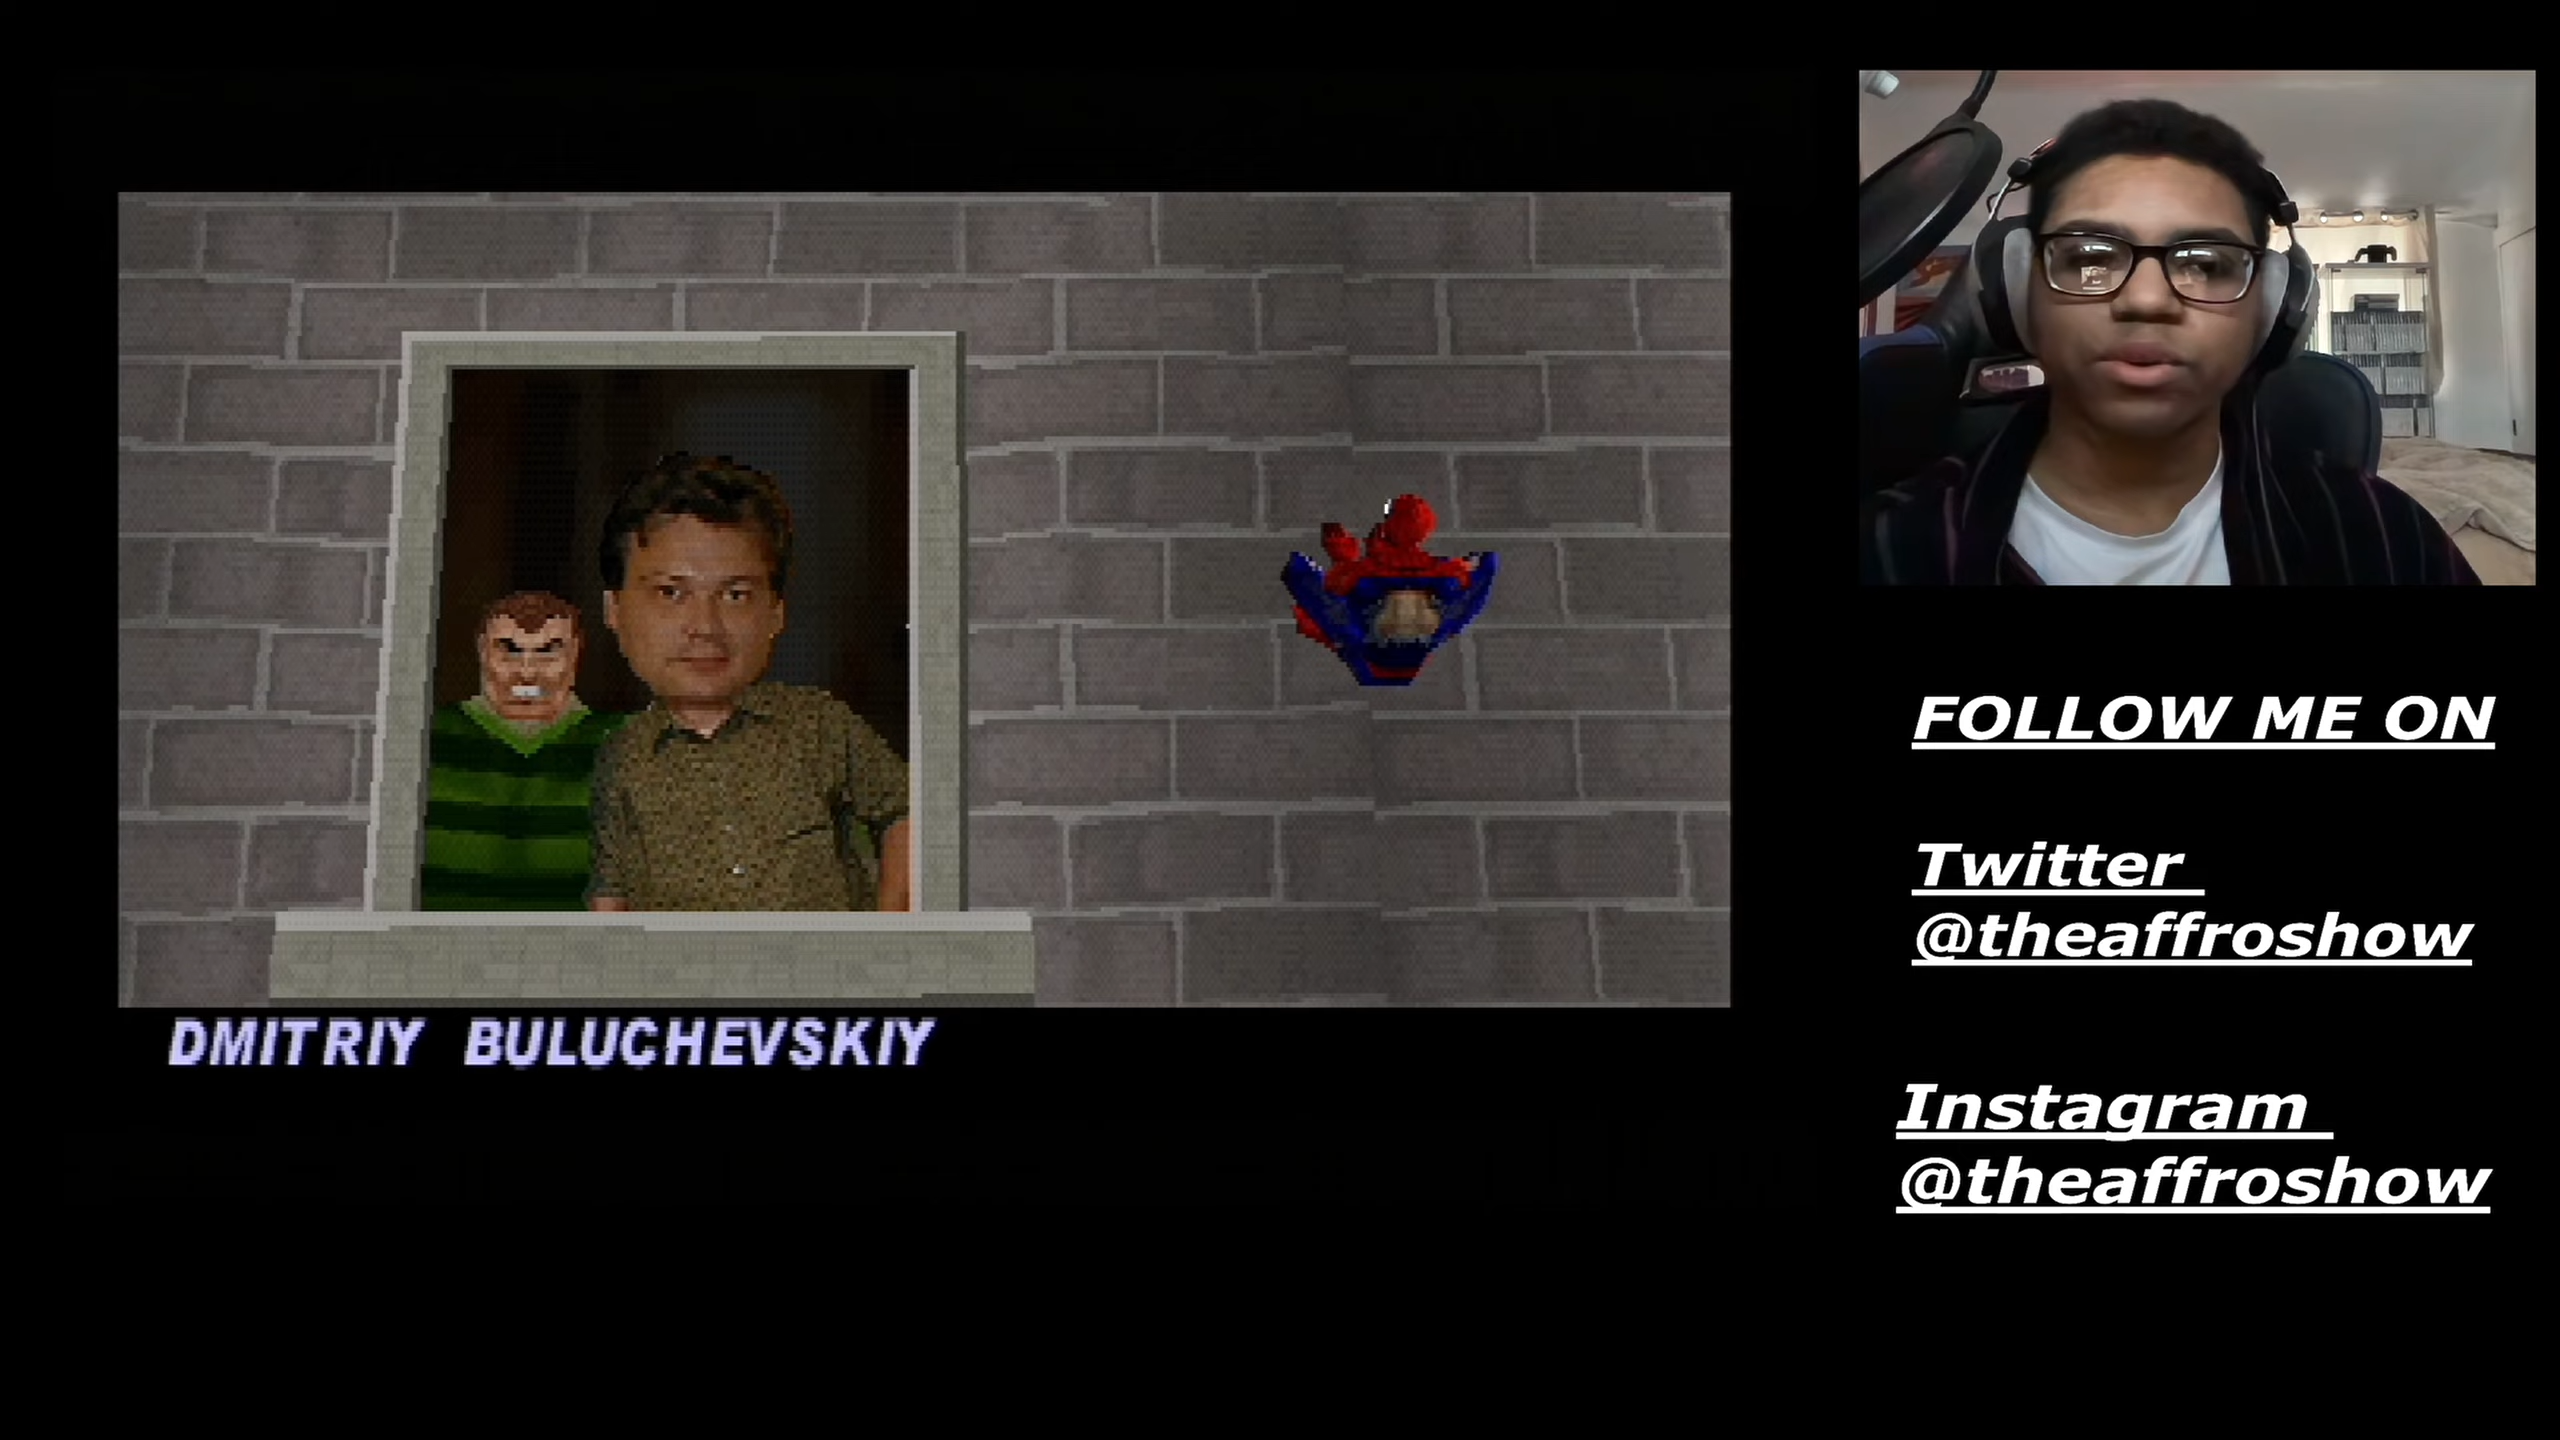 DMITRIY BULUCHEVSKIY
FOLLOW ME ON
Twitter
@theaffroshow
Instagram
@theaffroshow